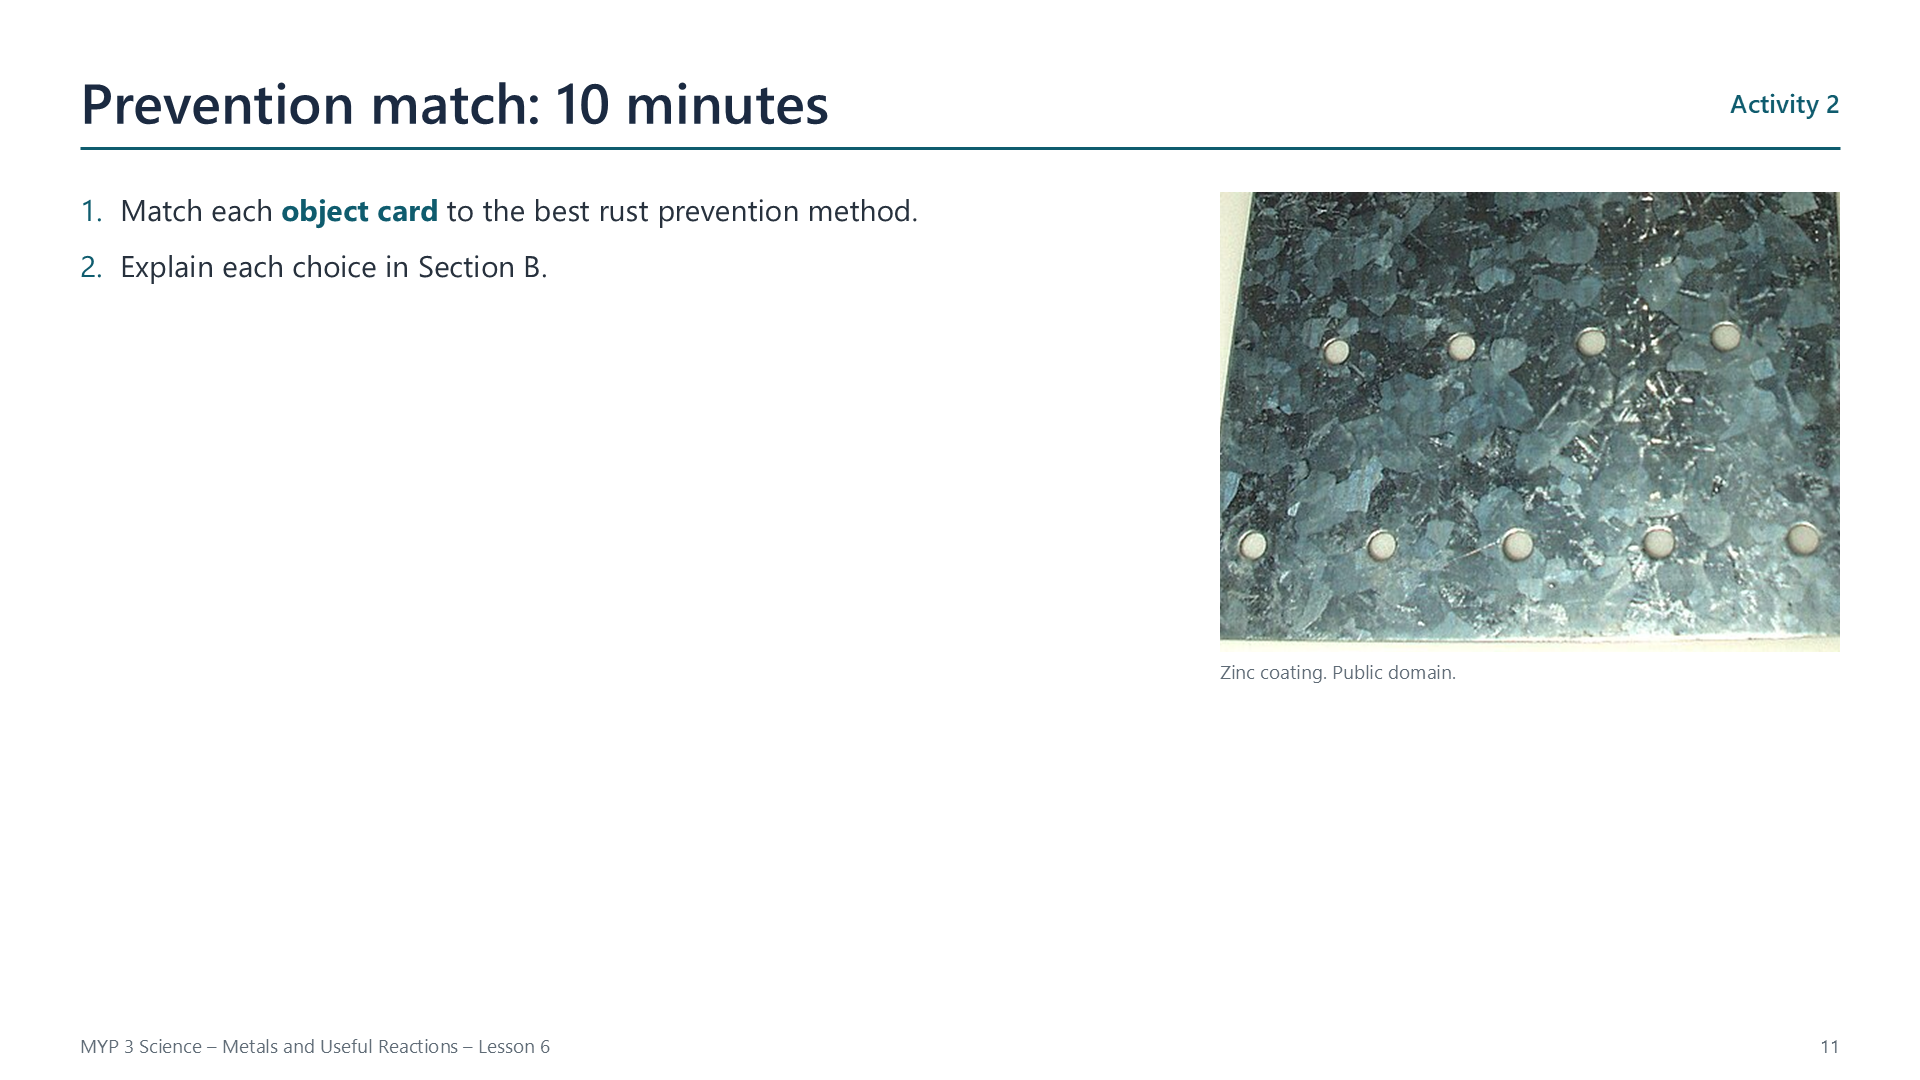 Prevention match: 10 minutes
Activity 2
1. Match each object card to the best rust prevention method.
2. Explain each choice in Section B.
Zinc coating. Public domain.
MYP 3 Science – Metals and Useful Reactions – Lesson 6
11